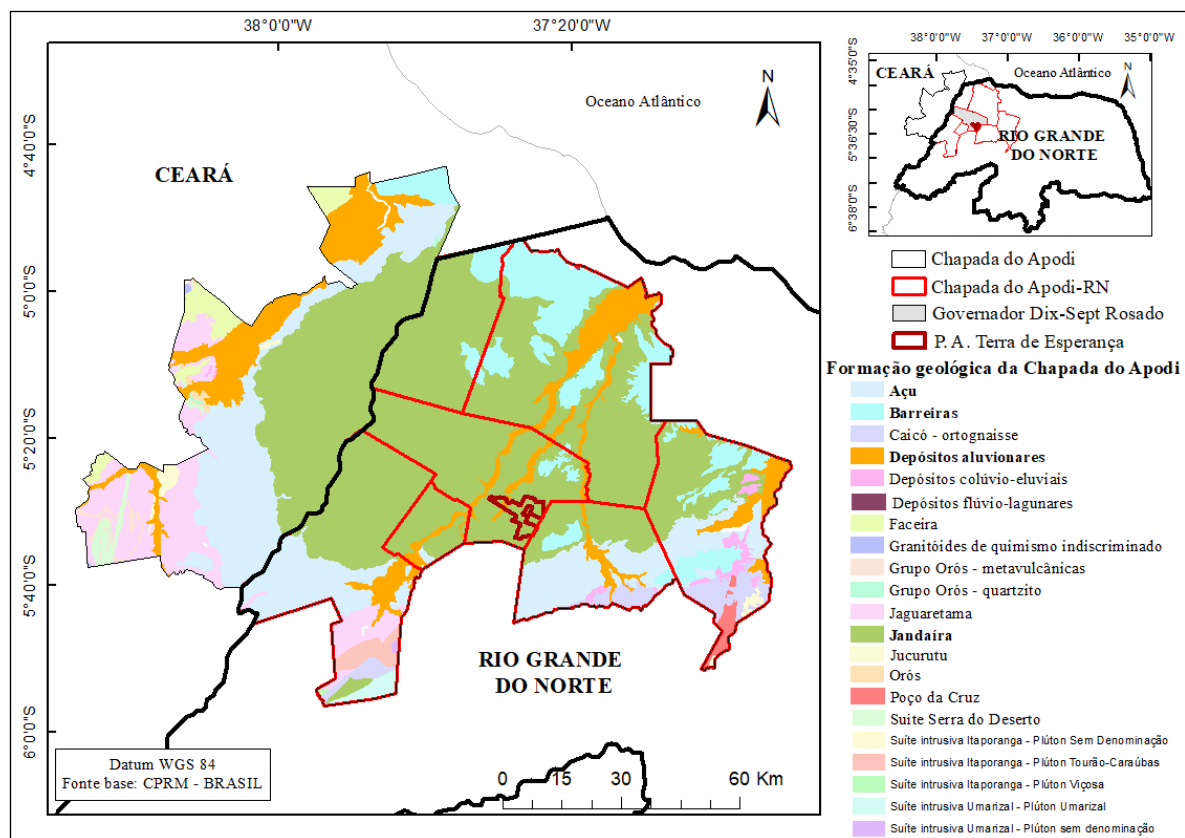 38°0'0"W
37°20'0"W
4°40'0"S
5°0'0"S
5°20'0"S
5°40'0"S
6°0'0"S
Oceano Atlântico
N
CEARÁ
RIO GRANDE
DO NORTE
Datum WGS 84
Fonte base: CPRM - BRASIL
0 15 30 60 Km
38°0'0"W 37°0'0"W 36°0'0"W 35°0'0"W
4°35'0"S
5°36'30"S
6°38'0"S
CEARÁ
Oceano Atlântico
N
RIO GRANDE
DO NORTE
Chapada do Apodi
Chapada do Apodi-RN
Governador Dix-Sept Rosado
P. A. Terra de Esperança
Formação geológica da Chapada do Apodi
Açu
Barreiras
Caicó - ortognaisse
Depósitos aluvionares
Depósitos colúvio-eluviais
Depósitos flúvio-lagunares
Faceira
Granitóides de quimismo indiscriminado
Grupo Orós - metavulcânicas
Grupo Orós - quartzito
Jaguaretama
Jandaíra
Jucurutu
Orós
Poço da Cruz
Suíte Serra do Deserto
Suíte intrusiva Itaporanga - Plúton Sem Denominação
Suíte intrusiva Itaporanga - Plúton Tourão-Caraúbas
Suíte intrusiva Itaporanga - Plúton Viçosa
Suíte intrusiva Umarizal - Plúton Umarizal
Suíte intrusiva Umarizal - Plúton sem denominação